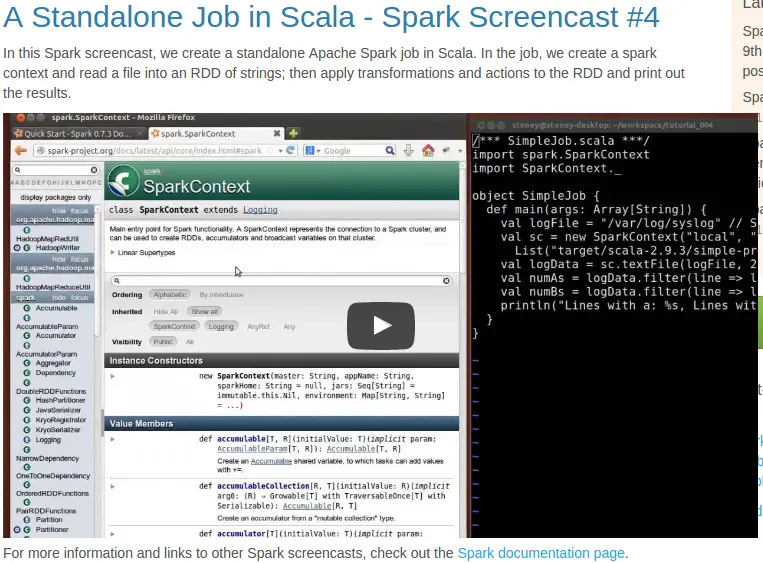 A Standalone Job in Scala - Spark Screencast #4
In this Spark screencast, we create a standalone Apache Spark job in Scala. In the job, we create a spark
context and read a file into an RDD of strings; then apply transformations and actions to the RDD and print out
the results.
spark.SparkContext - Mozilla Firefox
Quick Start - Spark 0.7.3 Do...
spark.SparkContext
spark-project.org/docs/latest/api/core/index.html#spark.
Google
#ABCDEFGHIJKLMNOPQ
display packages only
hide focus
org.apache.hadoop.ma
HadoopMapRedUtil
HadoopWriter
hide focus
org.apache.hadoop.ma
HadoopMapReduceUtil
spark hide focus
Accumulable
AccumulableParam
Accumulator
AccumulatorParam
Aggregator
Dependency
DoubleRDDFunctions
HashPartitioner
JavaSerializer
KryoRegistrator
KryoSerializer
Logging
NarrowDependency
OneToOneDependency
OrderedRDDFunctions
PairRDDFunctions
Partition
Partitioner
spark
SparkContext
class SparkContext extends Logging
Main entry point for Spark functionality. A SparkContext represents the connection to a Spark cluster, and
can be used to create RDDs, accumulators and broadcast variables on that cluster.
Linear Supertypes
Ordering Alphabetic By inheritance
Inherited Hide All Show all
SparkContext Logging AnyRef Any
Visibility Public All
Instance Constructors
new SparkContext(master: String, appName: String,
sparkHome: String = null, jars: Seq[String] =
immutable.this.Nil, environment: Map[String, String]
= ...)
Value Members
def accumulable[T, R](initialValue: T)(implicit param:
AccumulableParam[T, R]): Accumulable[T, R]
Create an Accumulable shared variable, to which tasks can add values
with +=.
def accumulableCollection[R, T](initialValue: R)(implicit
arg0: (R) ⇒ Growable[T] with TraversableOnce[T] with
Serializable): Accumulable[R, T]
Create an accumulator from a "mutable collection" type.
def accumulator[T](initialValue: T)(implicit param:
stoney@stoney-desktop: ~/workspace/tutorial_004
/*** SimpleJob.scala ***/
import spark.SparkContext
import SparkContext._
object SimpleJob {
def main(args: Array[String]) {
val logFile = "/var/log/syslog" // S
val sc = new SparkContext("local", "
List("target/scala-2.9.3/simple-pr
val logData = sc.textFile(logFile, 2
val numAs = logData.filter(line => l
val numBs = logData.filter(line => l
println("Lines with a: %s, Lines wit
}
}
~
~
~
~
~
~
~
~
~
~
~
~
For more information and links to other Spark screencasts, check out the Spark documentation page.
Spa
9th
pos
Spa